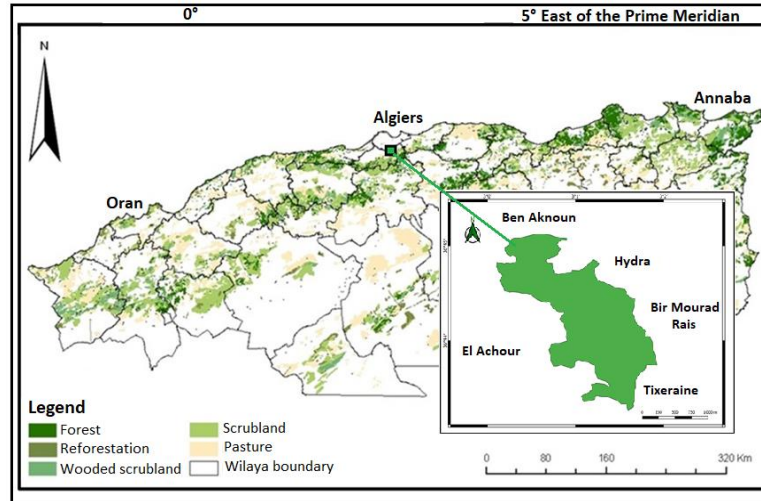 0° 5° East of the Prime Meridian
N
Annaba
Algiers
Oran
Ben Aknoun
Hydra
Bir Mourad
Rais
El Achour
Tixeraine
Legend
Forest
Scrubland
Reforestation
Pasture
Wooded scrubland
Wilaya boundary
0 80 160 320 Km